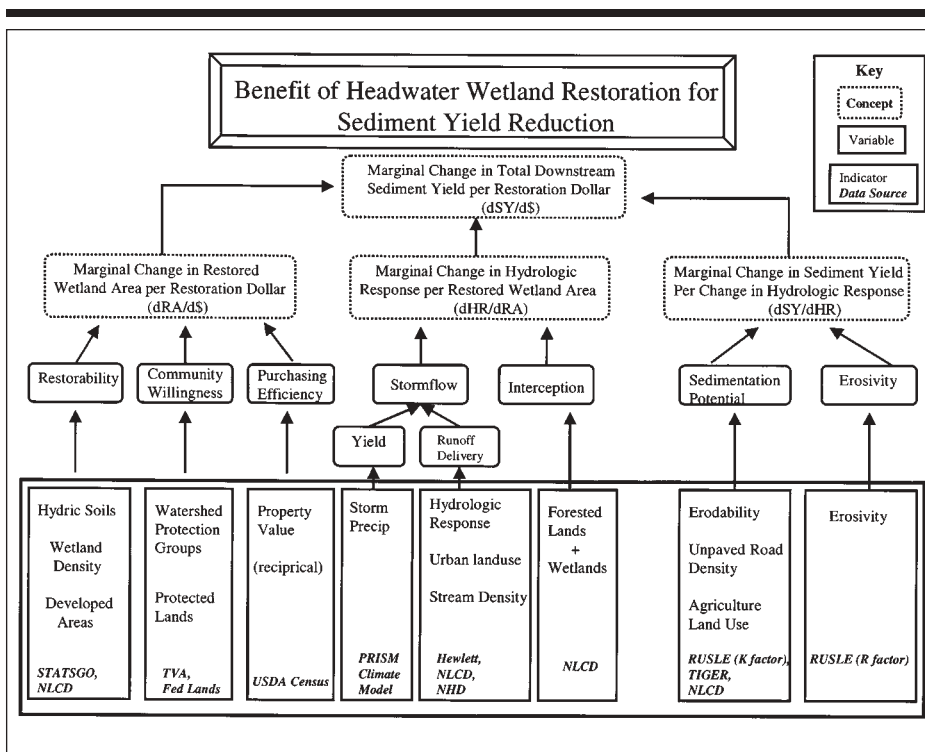 Benefit of Headwater Wetland Restoration for
Sediment Yield Reduction
Key
Concept
Variable
Indicator
Data Source
Marginal Change in Total Downstream
Sediment Yield per Restoration Dollar
(dSY/d$)
Marginal Change in Restored
Wetland Area per Restoration Dollar
(dRA/d$)
Marginal Change in Hydrologic
Response per Restored Wetland Area
(dHR/dRA)
Marginal Change in Sediment Yield
Per Change in Hydrologic Response
(dSY/dHR)
Restorability
Community
Willingness
Purchasing
Efficiency
Stormflow
Interception
Sedimentation
Potential
Erosivity
Yield
Runoff
Delivery
Hydric Soils
Wetland
Density
Developed
Areas
STATSGO,
NLCD
Watershed
Protection
Groups
Protected
Lands
TVA,
Fed Lands
Property
Value
(reciprical)
USDA Census
Storm
Precip
PRISM
Climate
Model
Hydrologic
Response
Urban landuse
Stream Density
Hewlett,
NLCD,
NHD
Forested
Lands
+
Wetlands
NLCD
Erodability
Unpaved Road
Density
Agriculture
Land Use
RUSLE (K factor),
TIGER,
NLCD
Erosivity
RUSLE (R factor)